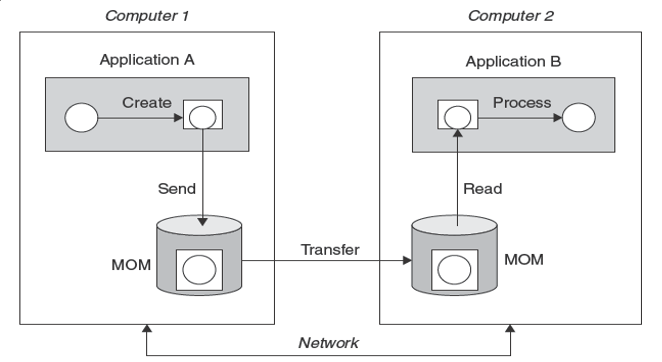 Computer 1
Computer 2
Application A
Application B
Create
Process
Send
Read
MOM
Transfer
MOM
Network